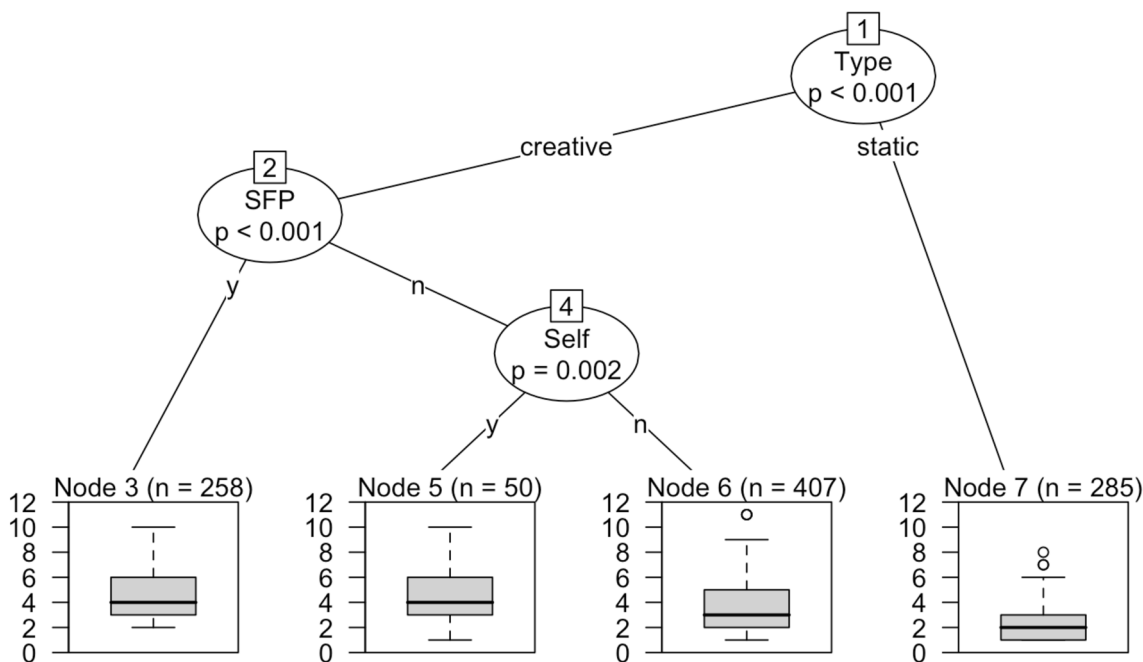 1
Type
p < 0.001
creative
static
2
SFP
p < 0.001
y
n
4
Self
p = 0.002
y
n
Node 3 (n = 258)
12
10
8
6
4
2
0
Node 5 (n = 50)
12
10
8
6
4
2
0
Node 6 (n = 407)
12
10
8
6
4
2
0
Node 7 (n = 285)
12
10
8
6
4
2
0